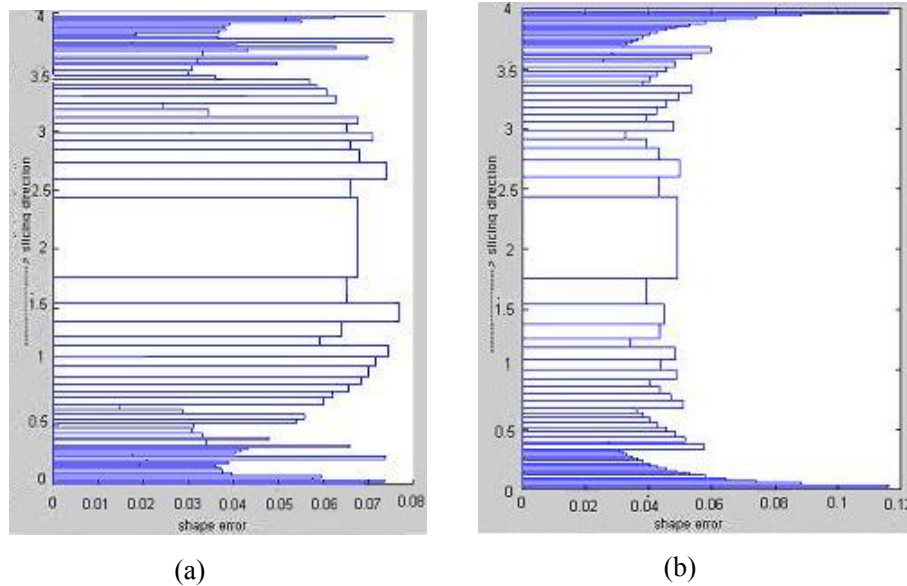 4
3.5
3
2.5
2
1.5
1
0.5
0
--------------> slicing direction
0 0.01 0.02 0.03 0.04 0.05 0.06 0.07 0.08
shape error
(a)
4
3.5
3
2.5
2
1.5
1
0.5
0
--------------> slicing direction
0 0.02 0.04 0.06 0.08 0.1 0.12
shape error
(b)